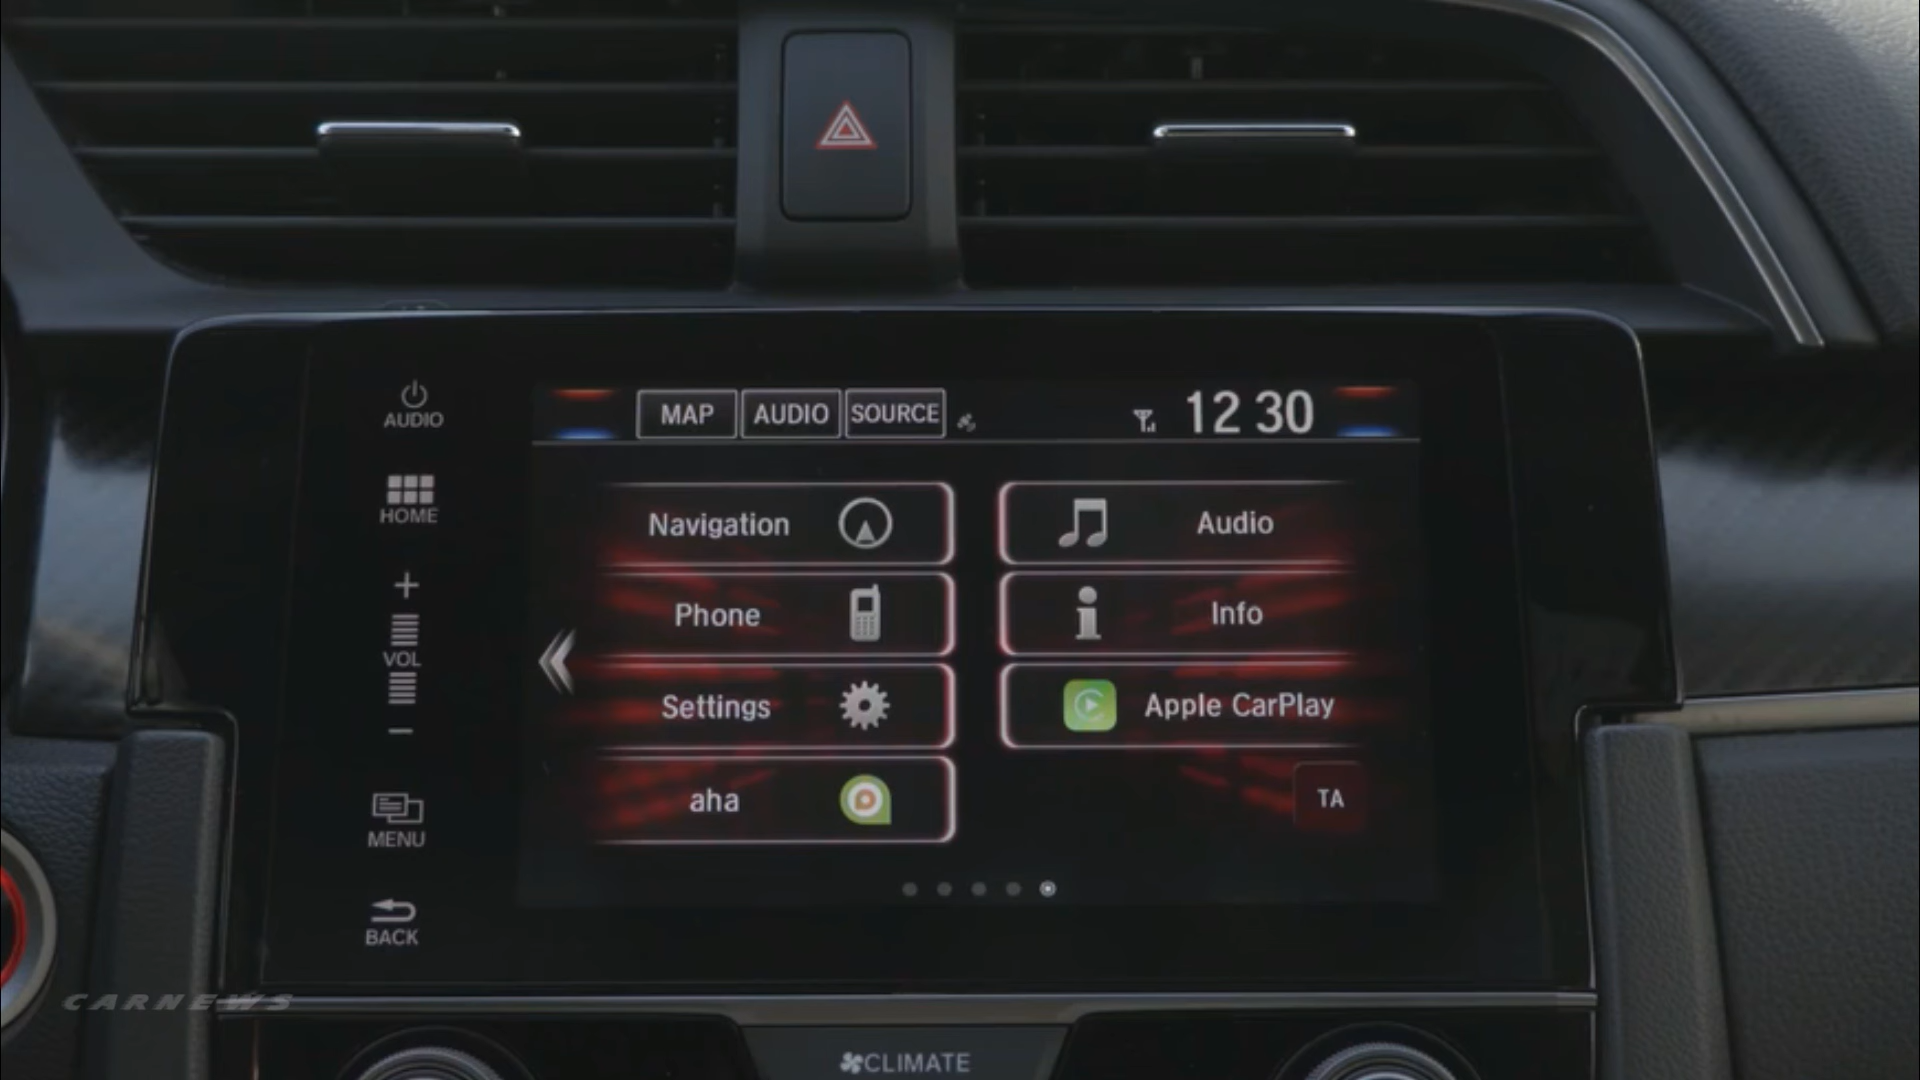 AUDIO
HOME
+
VOL
−
MENU
BACK
MAP AUDIO SOURCE 12 30
Navigation Audio
Phone Info
Settings Apple CarPlay
aha TA
CARNEWS
CLIMATE